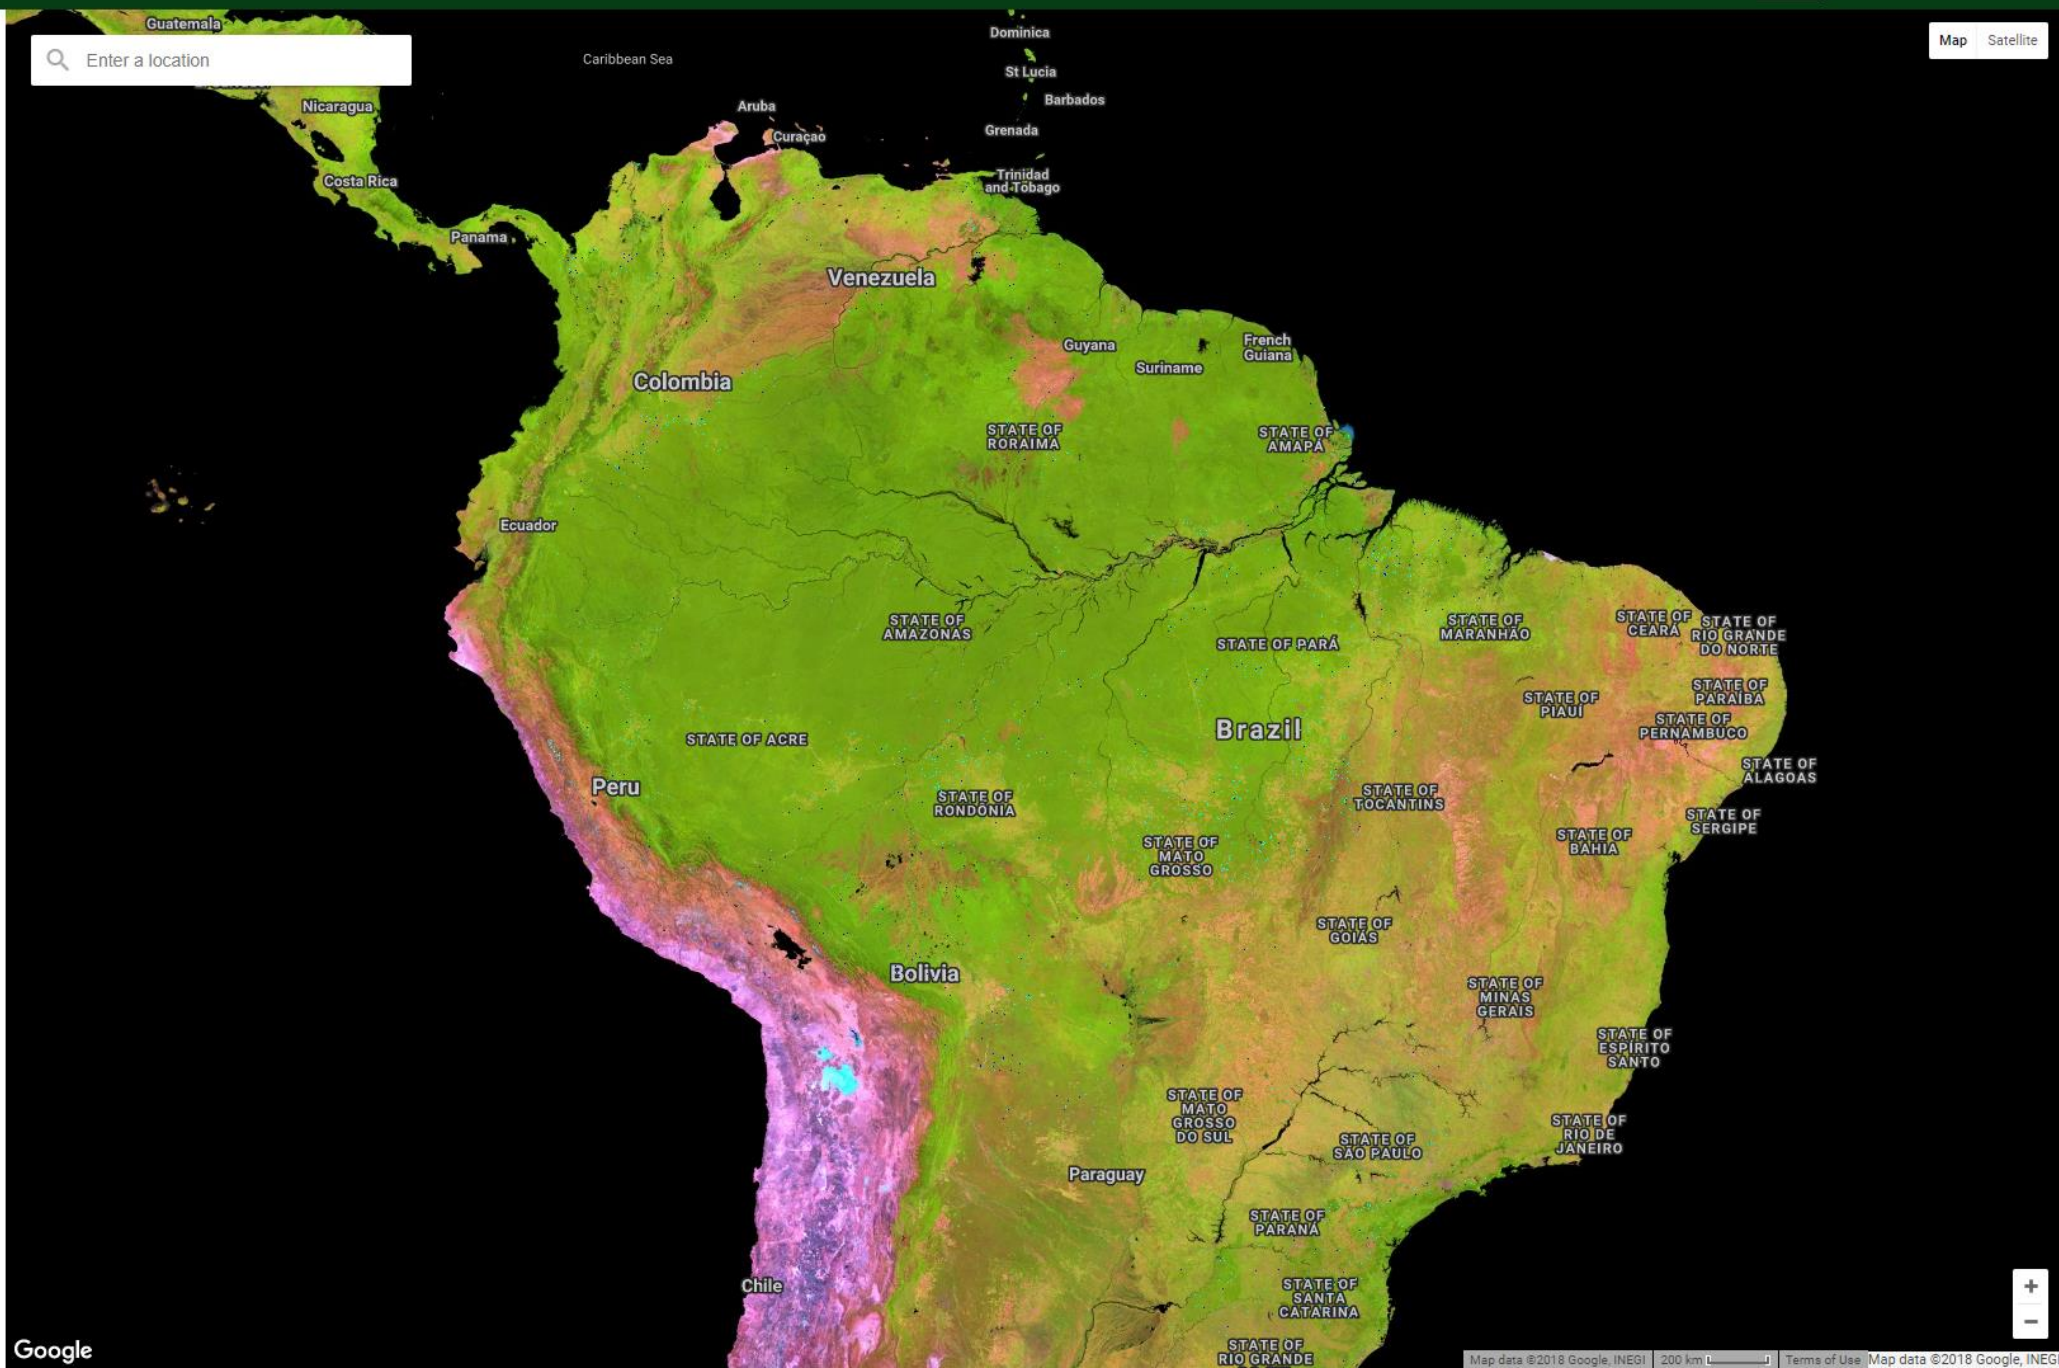 Guatemala
Enter a location
Caribbean Sea
Dominica
Map Satellite
St Lucia
Nicaragua
Aruba
Barbados
Curaçao
Grenada
Costa Rica
Trinidad
and Tobago
Panama
Venezuela
Guyana
French
Guiana
Suriname
Colombia
STATE OF
RORAIMA
STATE OF
AMAPÁ
Ecuador
STATE OF
AMAZONAS
STATE OF PARÁ
STATE OF
MARANHÃO
STATE OF
CEARÁ
STATE OF
RIO GRANDE
DO NORTE
STATE OF
PARAÍBA
STATE OF
PIAUÍ
STATE OF
PERNAMBUCO
STATE OF ACRE
Brazil
STATE OF
ALAGOAS
Peru
STATE OF
RONDÔNIA
STATE OF
TOCANTINS
STATE OF
SERGIPE
STATE OF
MATO
GROSSO
STATE OF
BAHIA
STATE OF
GOIÁS
Bolivia
STATE OF
MINAS
GERAIS
STATE OF
ESPÍRITO
SANTO
STATE OF
MATO
GROSSO
DO SUL
STATE OF
SÃO PAULO
STATE OF
RIO DE
JANEIRO
Paraguay
STATE OF
PARANÁ
Chile
STATE OF
SANTA
CATARINA
STATE OF
RIO GRANDE
Google
Map data ©2018 Google, INEGI 200 km Terms of Use Map data ©2018 Google, INEGI